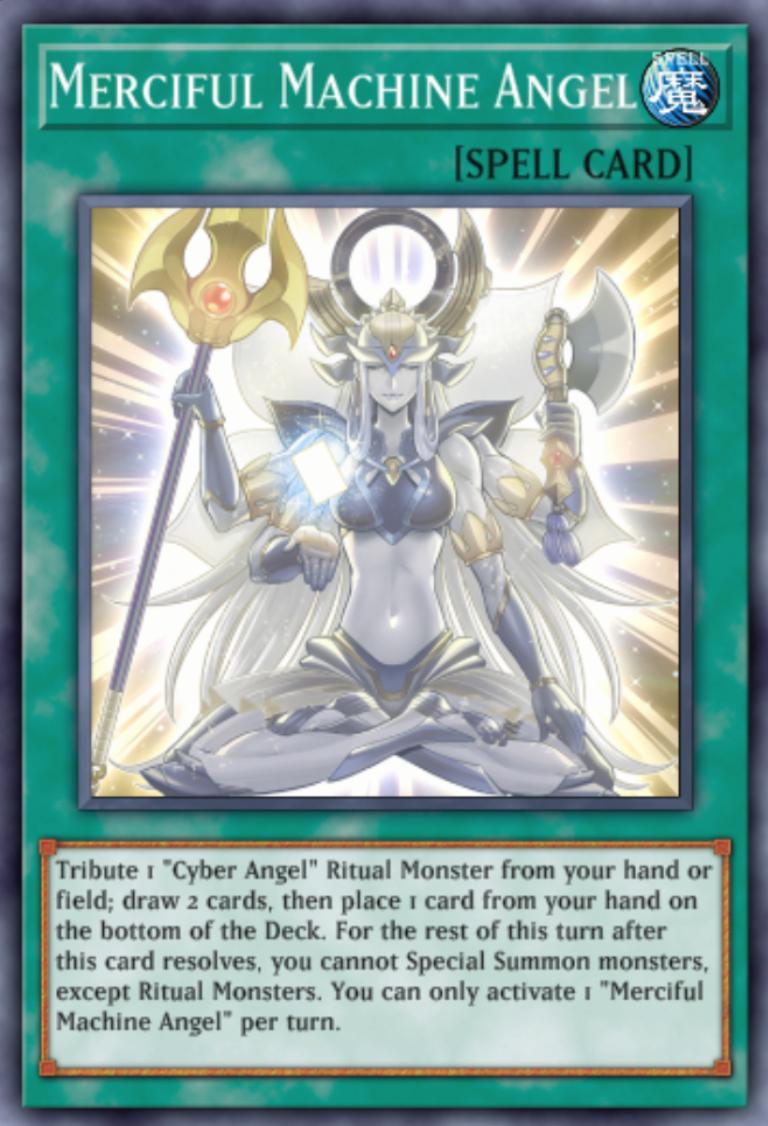 MERCIFUL MACHINE ANGEL
SPELL
魔
[SPELL CARD]
Tribute 1 "Cyber Angel" Ritual Monster from your hand or
field; draw 2 cards, then place 1 card from your hand on
the bottom of the Deck. For the rest of this turn after
this card resolves, you cannot Special Summon monsters,
except Ritual Monsters. You can only activate 1 "Merciful
Machine Angel" per turn.